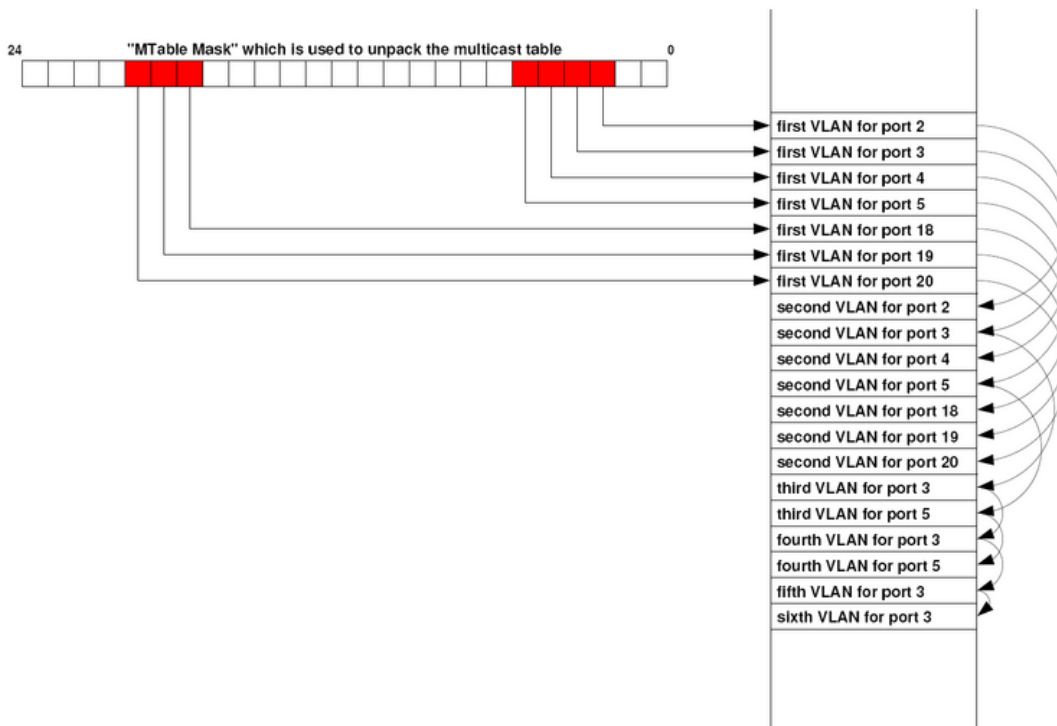 24 "MTable Mask" which is used to unpack the multicast table 0
first VLAN for port 2
first VLAN for port 3
first VLAN for port 4
first VLAN for port 5
first VLAN for port 18
first VLAN for port 19
first VLAN for port 20
second VLAN for port 2
second VLAN for port 3
second VLAN for port 4
second VLAN for port 5
second VLAN for port 18
second VLAN for port 19
second VLAN for port 20
third VLAN for port 3
third VLAN for port 5
fourth VLAN for port 3
fourth VLAN for port 5
fifth VLAN for port 3
sixth VLAN for port 3